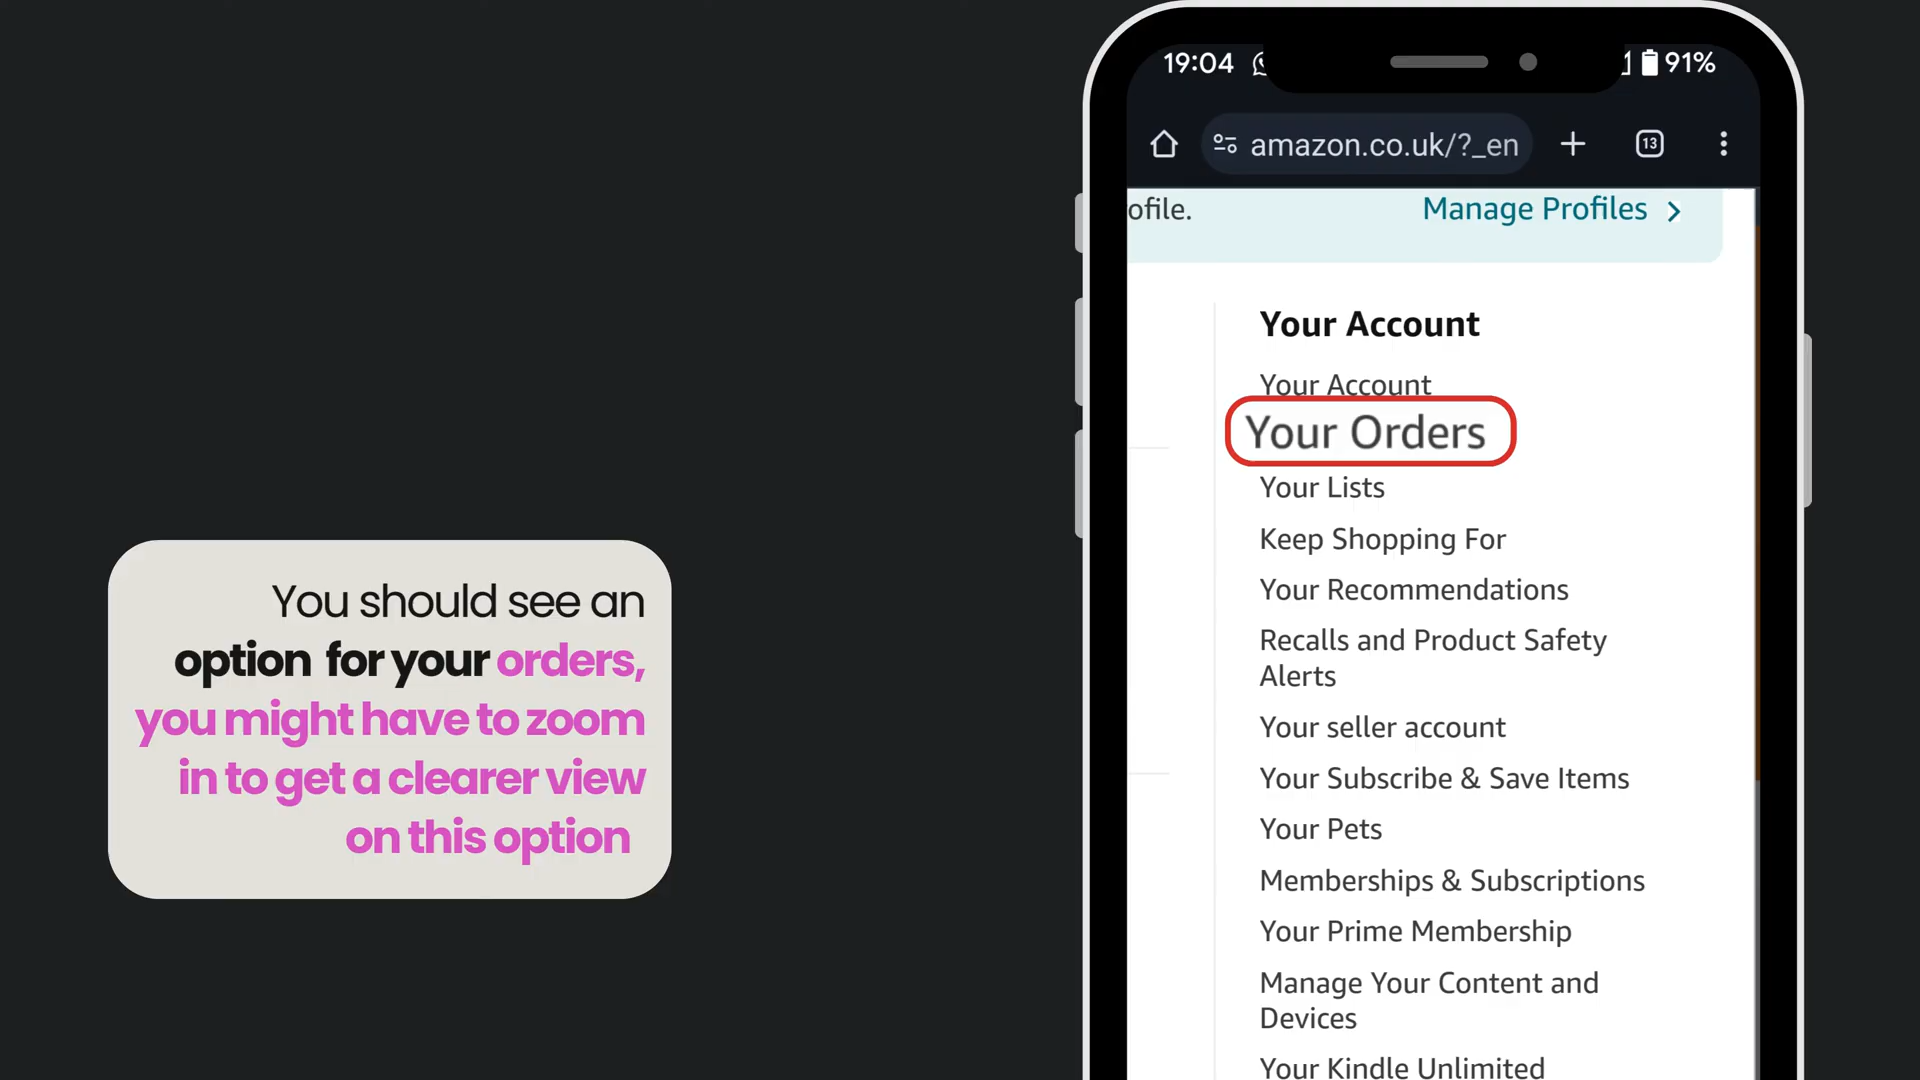 You should see an
option for your orders,
you might have to zoom
in to get a clearer view
on this option
19:04
91%
amazon.co.uk/?_en
13
ofile.
Manage Profiles
Your Account
Your Account
Your Orders
Your Lists
Keep Shopping For
Your Recommendations
Recalls and Product Safety
Alerts
Your seller account
Your Subscribe & Save Items
Your Pets
Memberships & Subscriptions
Your Prime Membership
Manage Your Content and
Devices
Your Kindle Unlimited